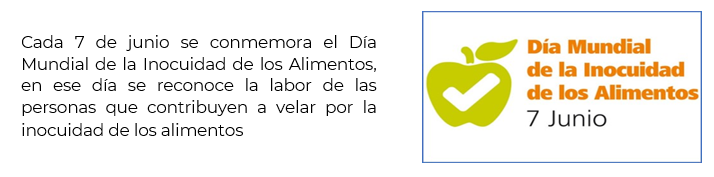 Cada 7 de junio se conmemora el Día
Mundial de la Inocuidad de los Alimentos,
en ese día se reconoce la labor de las
personas que contribuyen a velar por la
inocuidad de los alimentos
Día Mundial
de la Inocuidad
de los Alimentos
7 Junio